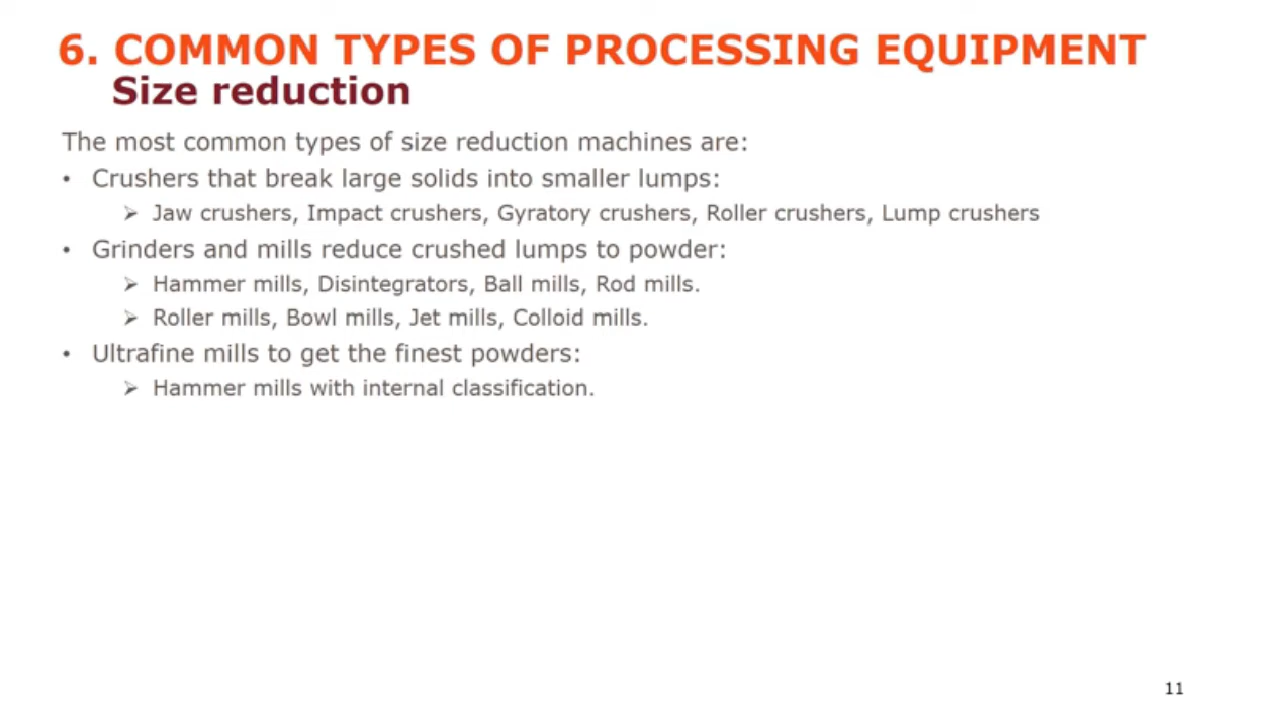 6. COMMON TYPES OF PROCESSING EQUIPMENT
Size reduction
The most common types of size reduction machines are:
• Crushers that break large solids into smaller lumps:
➢ Jaw crushers, Impact crushers, Gyratory crushers, Roller crushers, Lump crushers
• Grinders and mills reduce crushed lumps to powder:
➢ Hammer mills, Disintegrators, Ball mills, Rod mills.
➢ Roller mills, Bowl mills, Jet mills, Colloid mills.
• Ultrafine mills to get the finest powders:
➢ Hammer mills with internal classification.
11